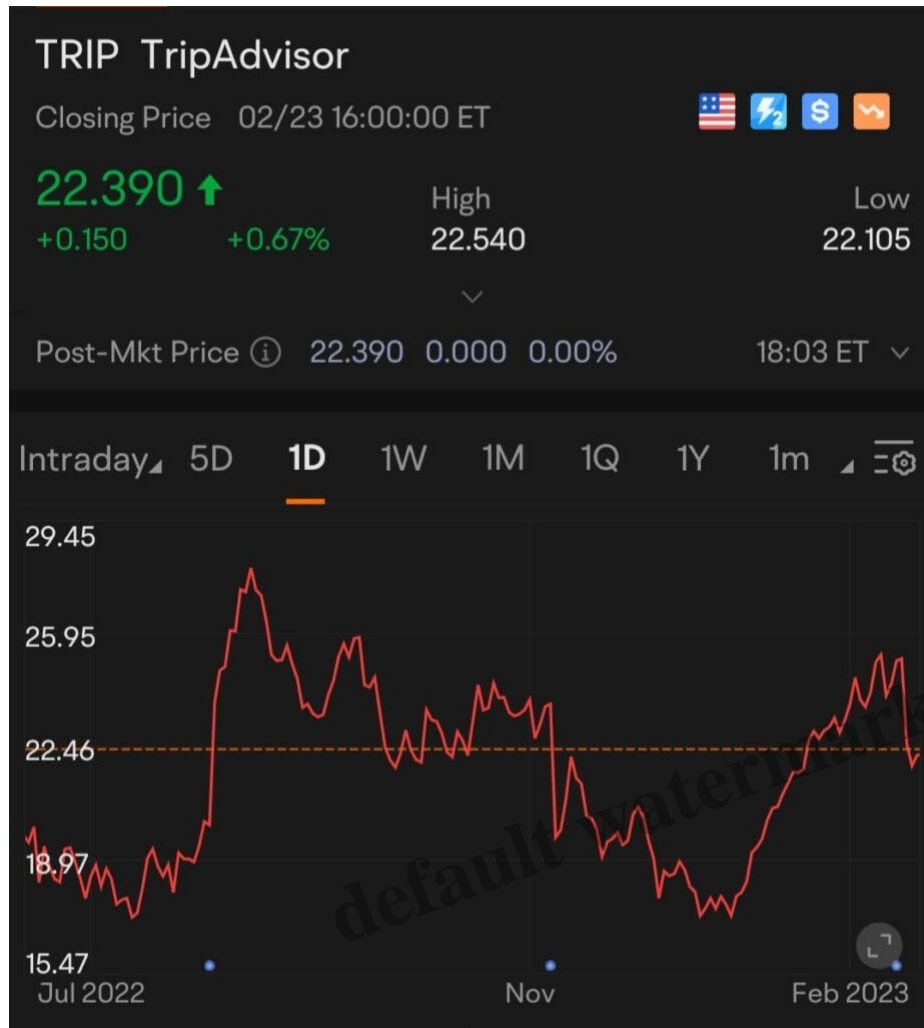 TRIP TripAdvisor
Closing Price 02/23 16:00:00 ET
22.390
High
Low
+0.150 +0.67% 22.540 22.105
Post-Mkt Price 22.390 0.000 0.00% 18:03 ET
Intraday 5D 1D 1W 1M 1Q 1Y 1m
29.45
25.95
22.46
18.97
15.47
Jul 2022 Nov Feb 2023
default watermark